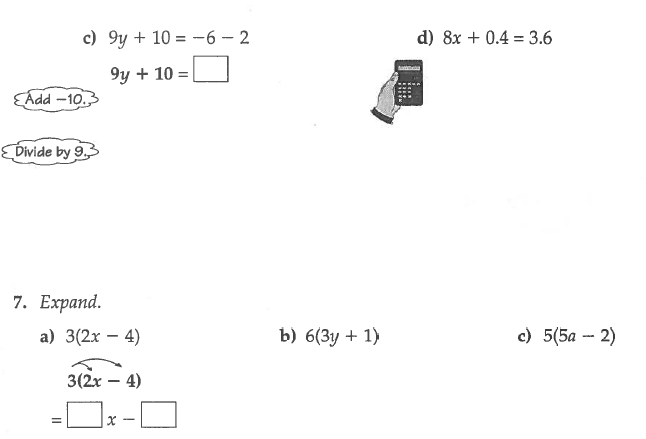 c) 9y + 10 = −6 − 2
9y + 10 =
Add −10.
Divide by 9.
d) 8x + 0.4 = 3.6
7. Expand.
a) 3(2x − 4)
3(2x − 4)
= x −
b) 6(3y + 1)
c) 5(5a − 2)